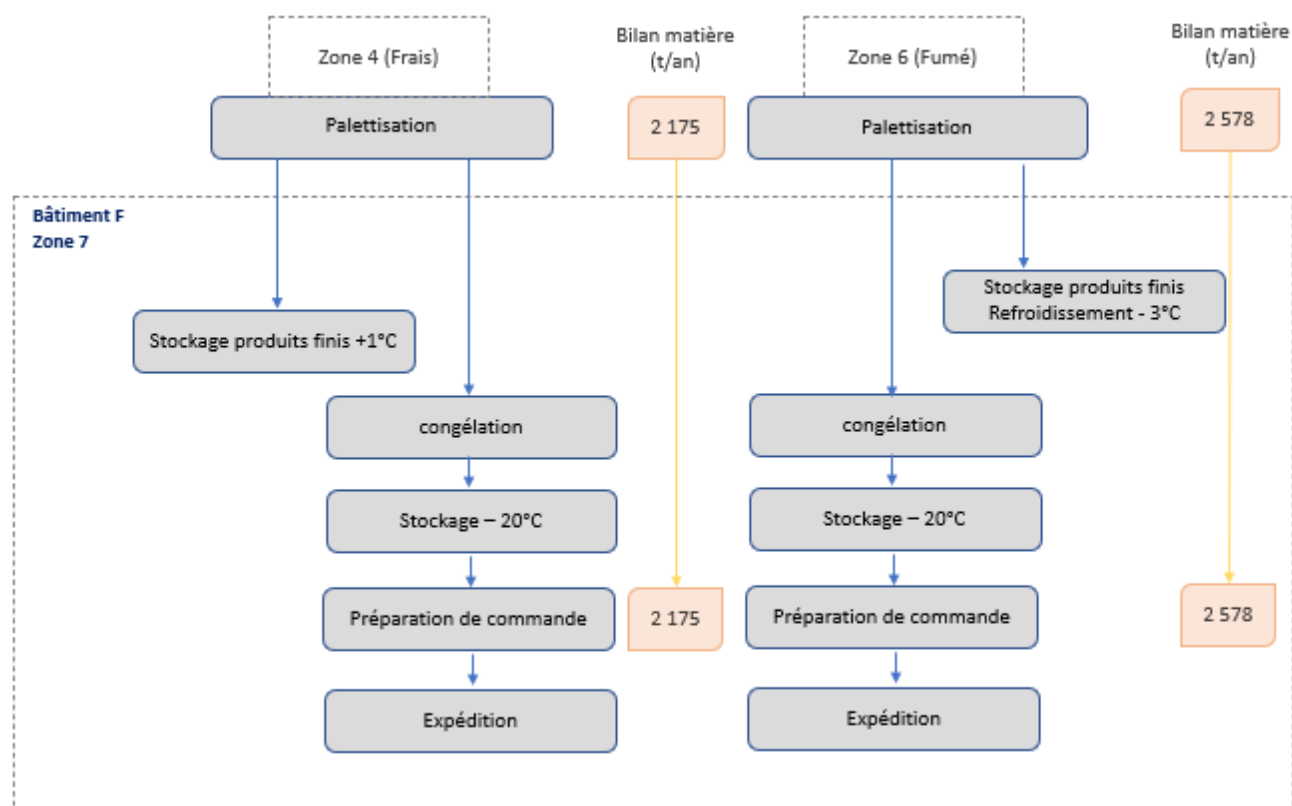 Zone 4 (Frais)
Bilan matière
(t/an)
Zone 6 (Fumé)
Bilan matière
(t/an)
Palettisation
2 175
Palettisation
2 578
Bâtiment F
Zone 7
Stockage produits finis +1°C
Stockage produits finis
Refroidissement - 3°C
congélation
congélation
Stockage – 20°C
Stockage – 20°C
Préparation de commande
2 175
Préparation de commande
2 578
Expédition
Expédition